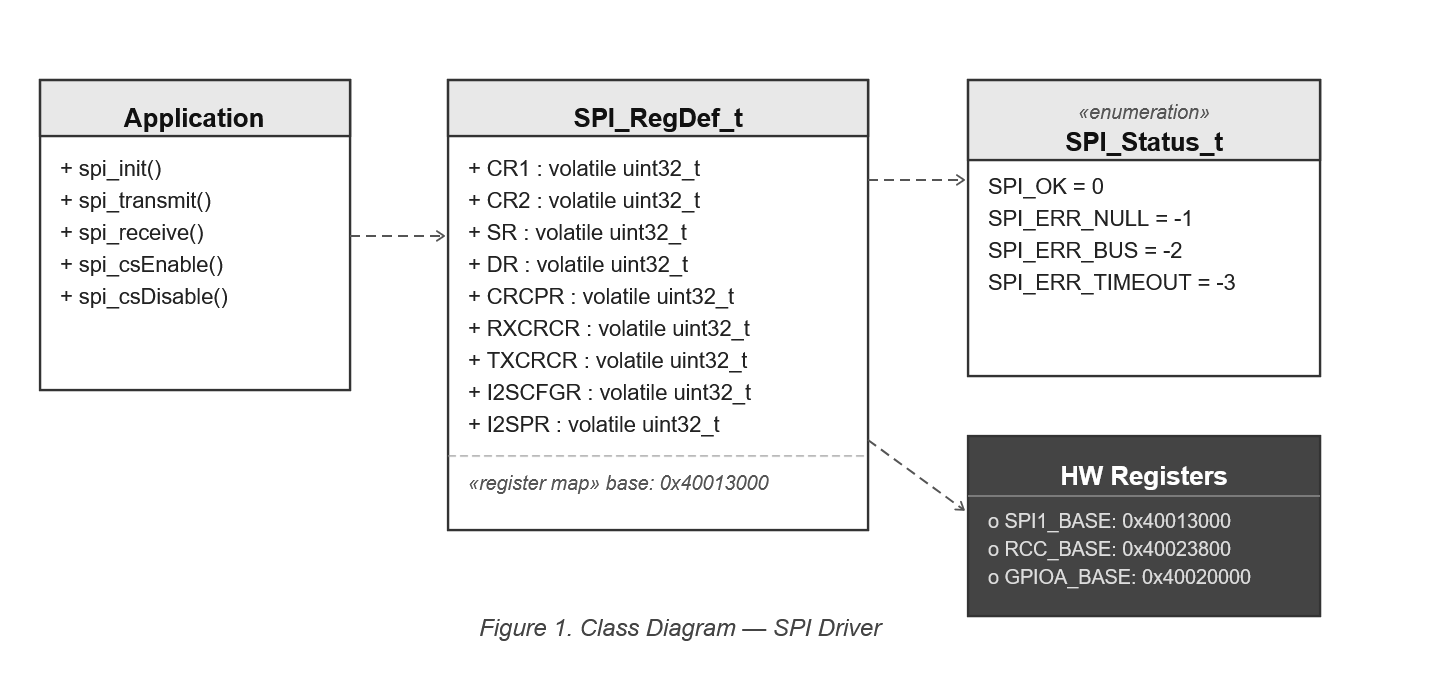 Application
+ spi_init()
+ spi_transmit()
+ spi_receive()
+ spi_csEnable()
+ spi_csDisable()
SPI_RegDef_t
+ CR1 : volatile uint32_t
+ CR2 : volatile uint32_t
+ SR : volatile uint32_t
+ DR : volatile uint32_t
+ CRCPR : volatile uint32_t
+ RXCRCR : volatile uint32_t
+ TXCRCR : volatile uint32_t
+ I2SCFGR : volatile uint32_t
+ I2SPR : volatile uint32_t
«register map» base: 0x40013000
«enumeration»
SPI_Status_t
SPI_OK = 0
SPI_ERR_NULL = -1
SPI_ERR_BUS = -2
SPI_ERR_TIMEOUT = -3
HW Registers
o SPI1_BASE: 0x40013000
o RCC_BASE: 0x40023800
o GPIOA_BASE: 0x40020000
Figure 1. Class Diagram — SPI Driver